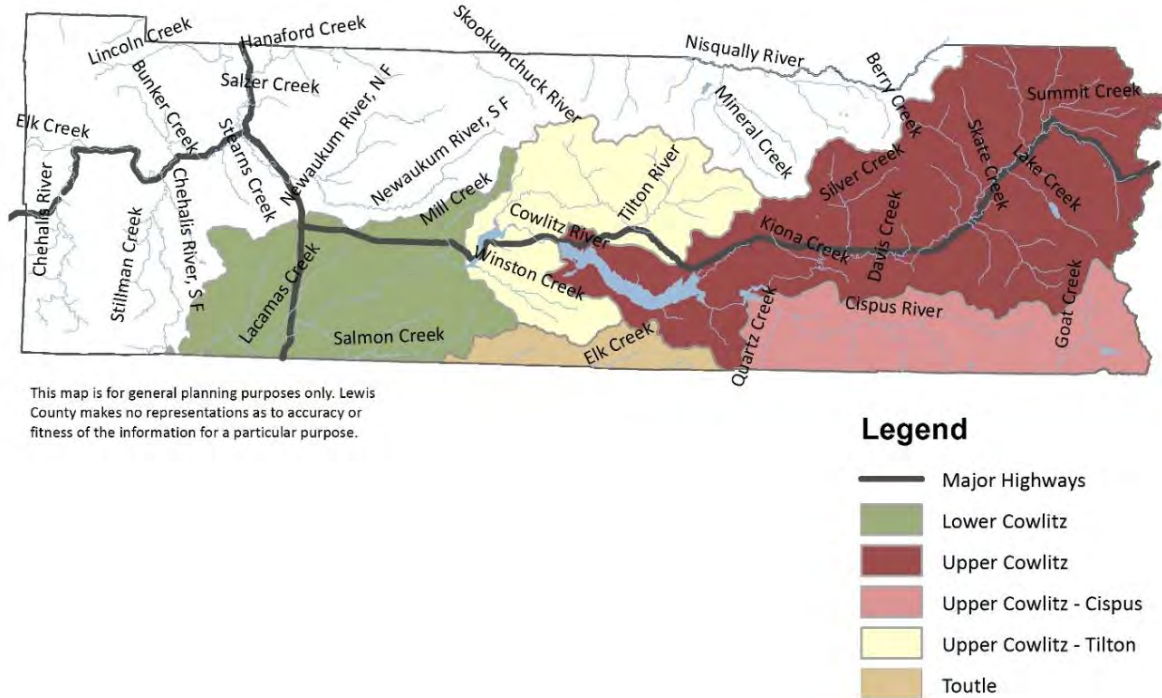 Lincoln Creek
Hanaford Creek
Bunker Creek
Salzer Creek
Elk Creek
Stearns Creek
Chehalis River
Stillman Creek
Chehalis River, S F
Newaukum River, N F
Newaukum River, S F
Skookumchuck River
Nisqually River
Mineral Creek
Berry Creek
Summit Creek
Skate Creek
Lake Creek
Silver Creek
Tilton River
Mill Creek
Cowlitz River
Winston Creek
Kiona Creek
Davis Creek
Lacamas Creek
Salmon Creek
Elk Creek
Quartz Creek
Cispus River
Goat Creek
This map is for general planning purposes only. Lewis
County makes no representations as to accuracy or
fitness of the information for a particular purpose.
Legend
Major Highways
Lower Cowlitz
Upper Cowlitz
Upper Cowlitz - Cispus
Upper Cowlitz - Tilton
Toutle